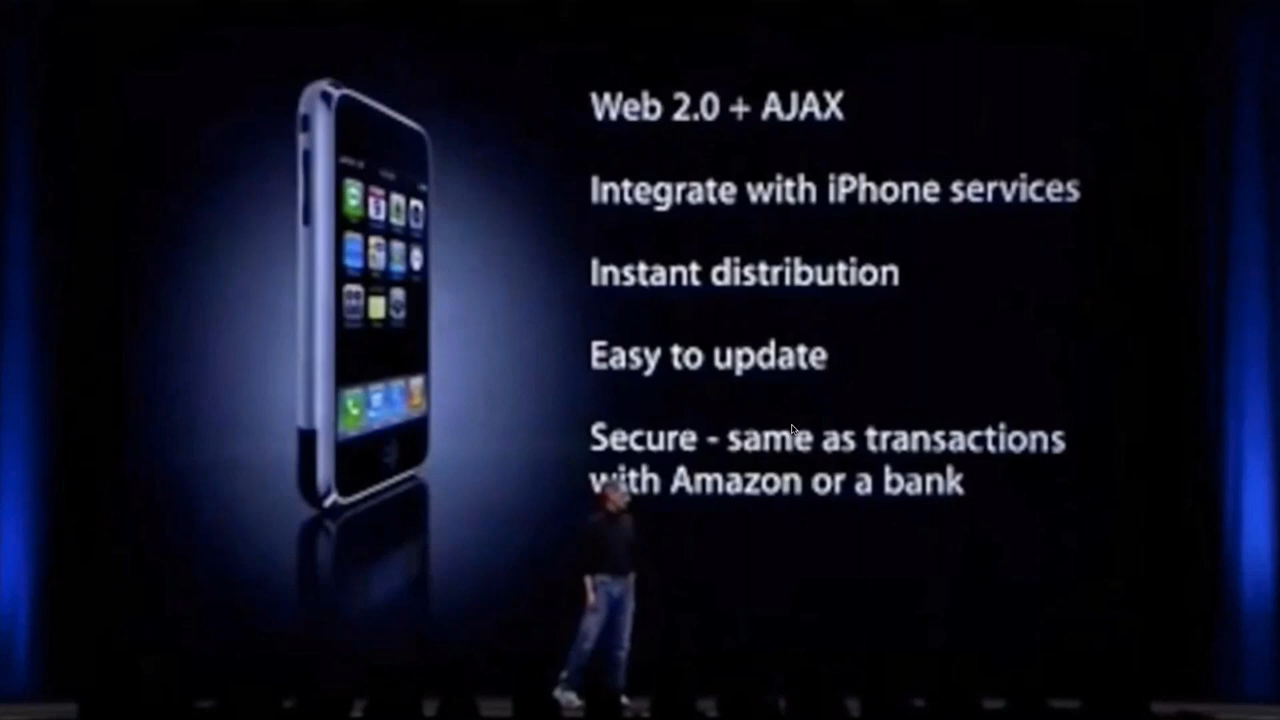 Web 2.0 + AJAX
Integrate with iPhone services
Instant distribution
Easy to update
Secure - same as transactions
with Amazon or a bank